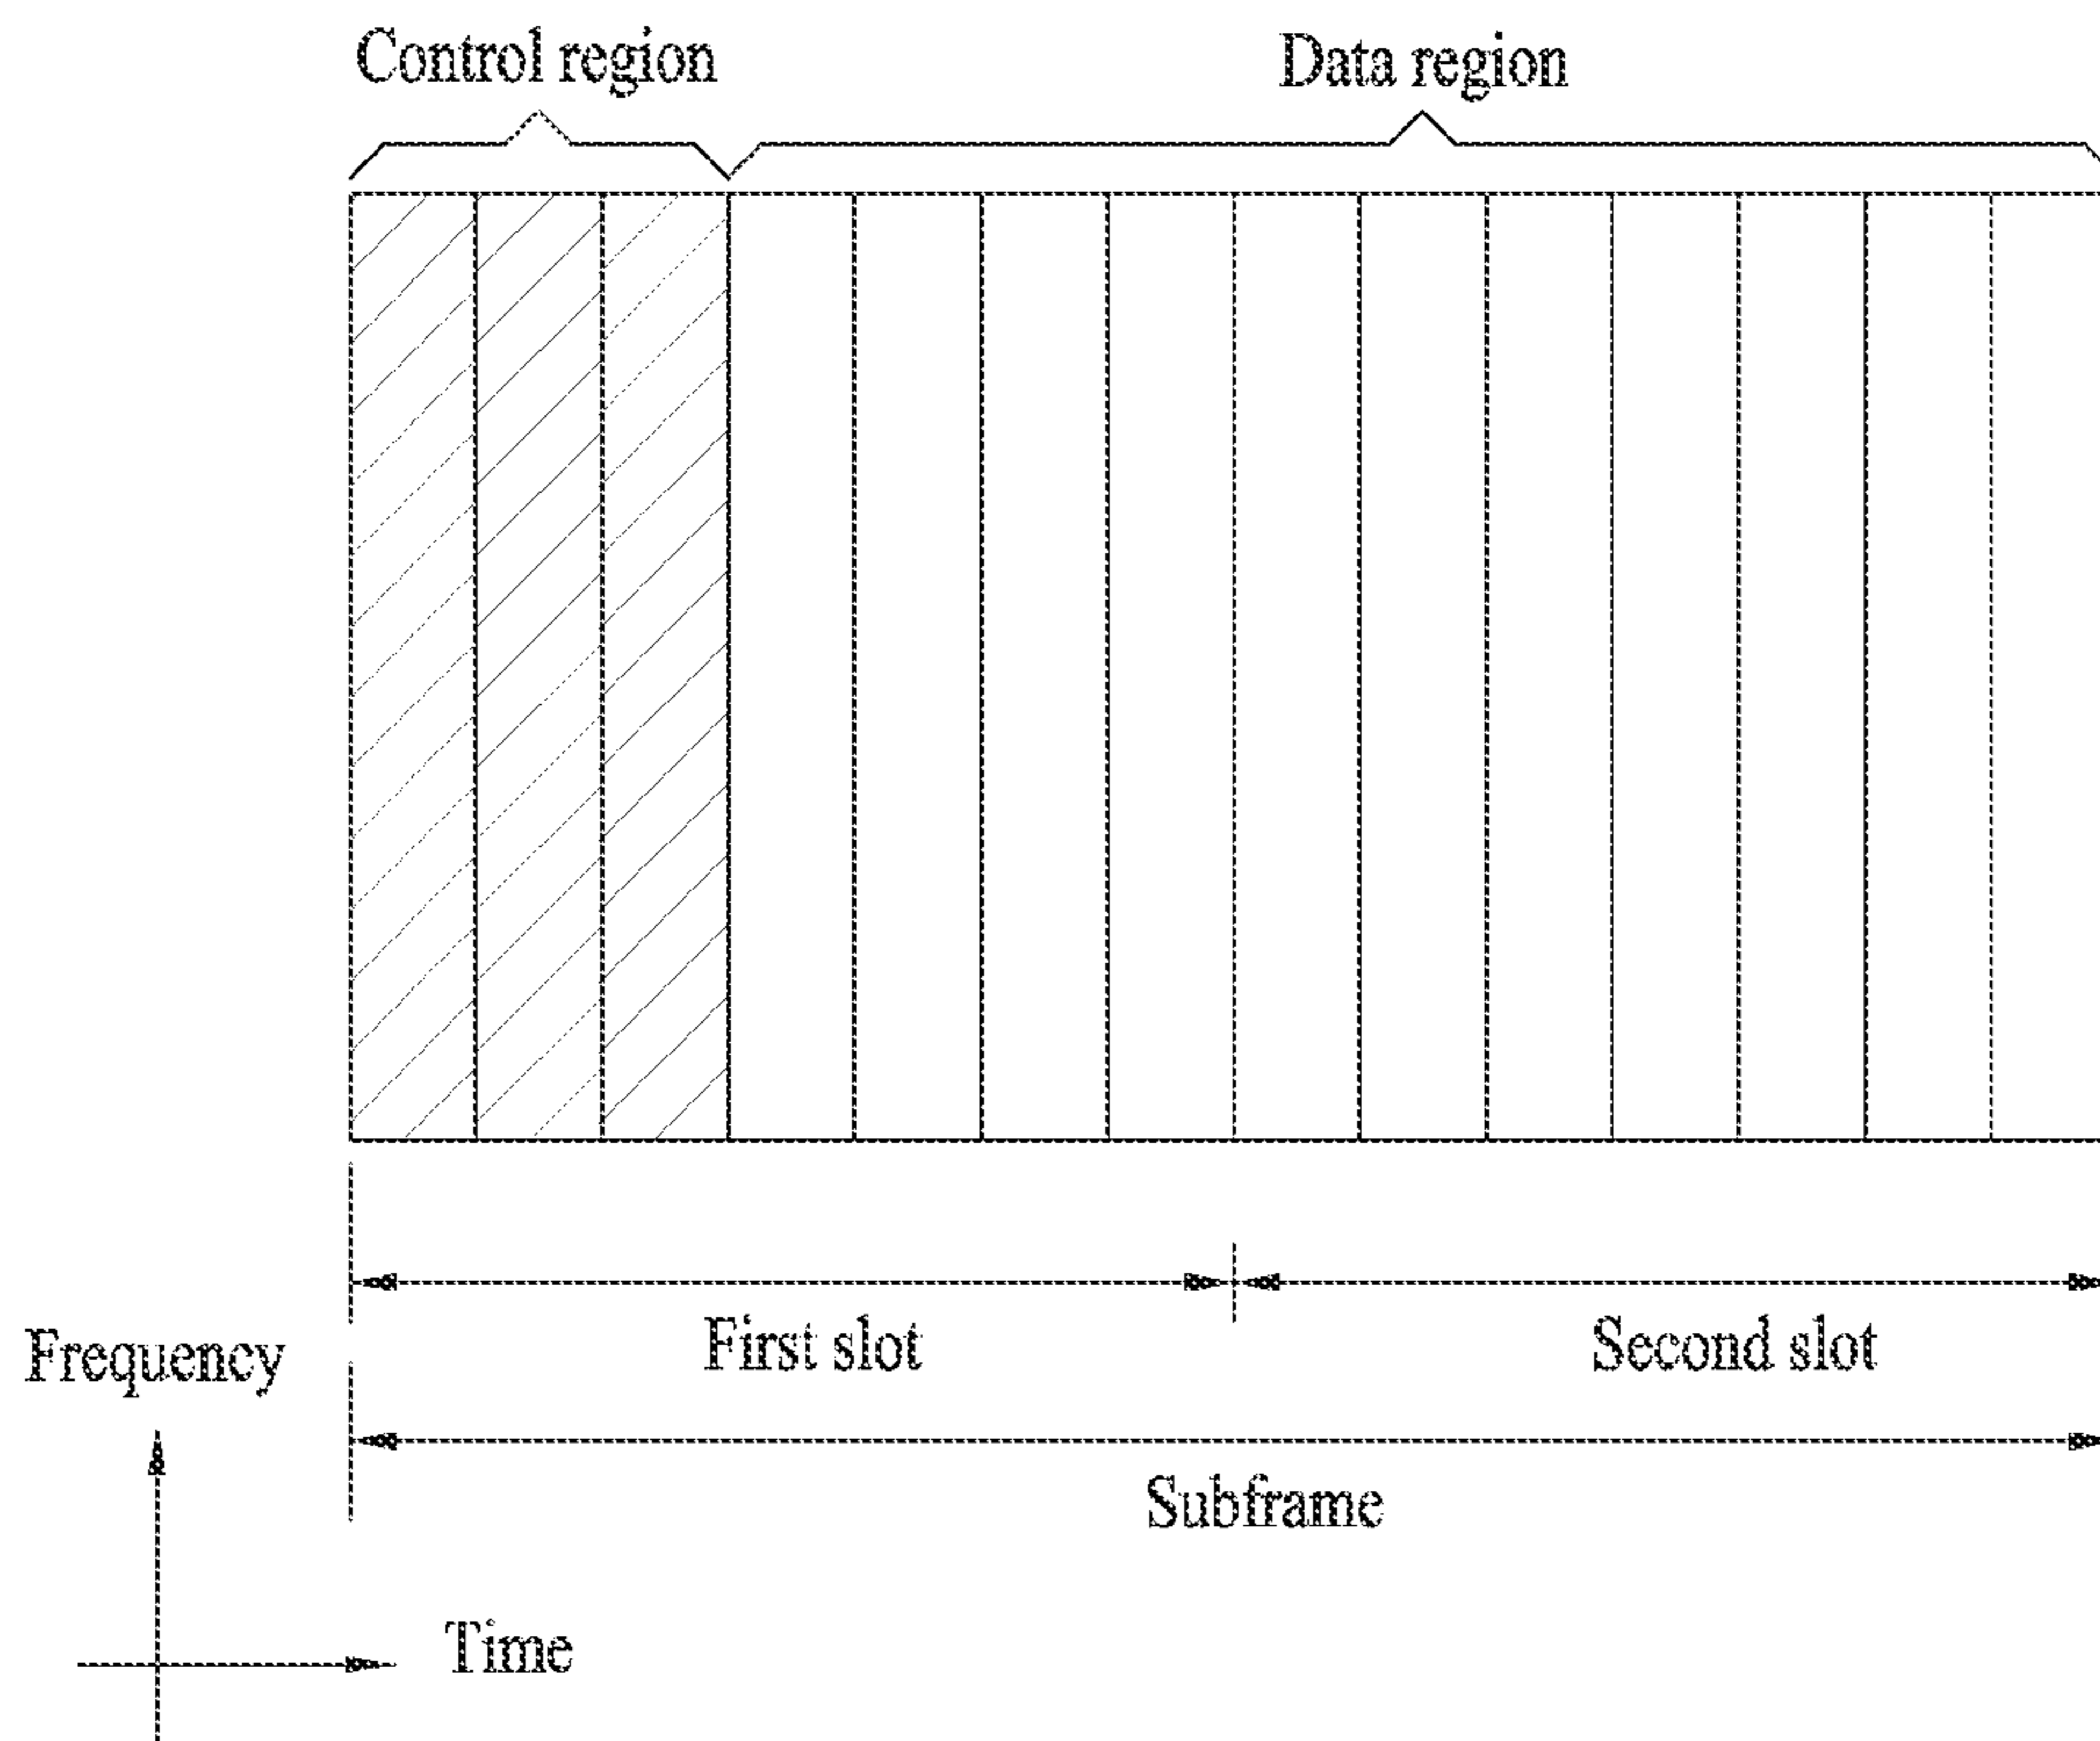 Control region
Data region
First slot
Second slot
Frequency
Subframe
Time